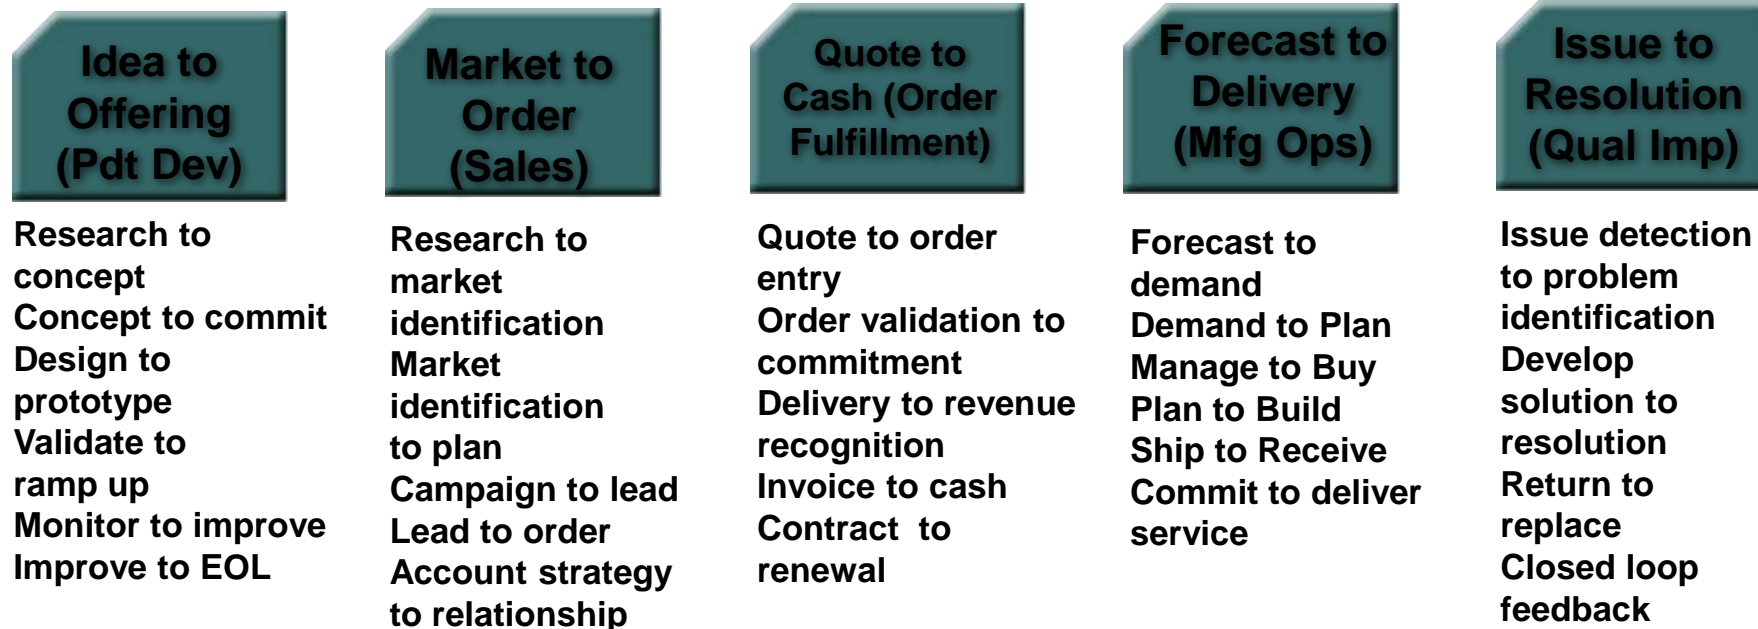 Idea to
Offering
(Pdt Dev)
Research to
concept
Concept to commit
Design to
prototype
Validate to
ramp up
Monitor to improve
Improve to EOL
Market to
Order
(Sales)
Research to
market
identification
Market
identification
to plan
Campaign to lead
Lead to order
Account strategy
to relationship
Quote to
Cash (Order
Fulfillment)
Quote to order
entry
Order validation to
commitment
Delivery to revenue
recognition
Invoice to cash
Contract  to
renewal
Forecast to
Delivery
(Mfg Ops)
Forecast to
demand
Demand to Plan
Manage to Buy
Plan to Build
Ship to Receive
Commit to deliver
service
Issue to
Resolution
(Qual Imp)
Issue detection
to problem
identification
Develop
solution to
resolution
Return to
replace
Closed loop
feedback